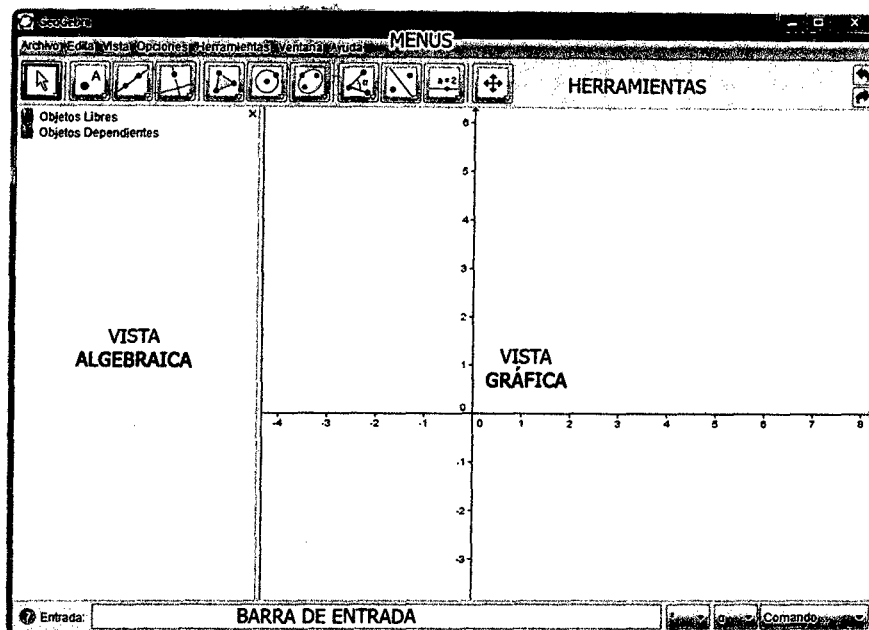 GeoGebra
Archivo Edita Vista Opciones Herramientas Ventana Ayuda MENUS
A
α
a=2
HERRAMIENTAS
Objetos Libres
Objetos Dependientes
VISTA
ALGEBRAICA
VISTA
GRÁFICA
6
5
4
3
2
1
0
-4 -3 -2 -1 0 1 2 3 4 5 6 7 8
-1
-2
-3
Entrada: BARRA DE ENTRADA α Comando